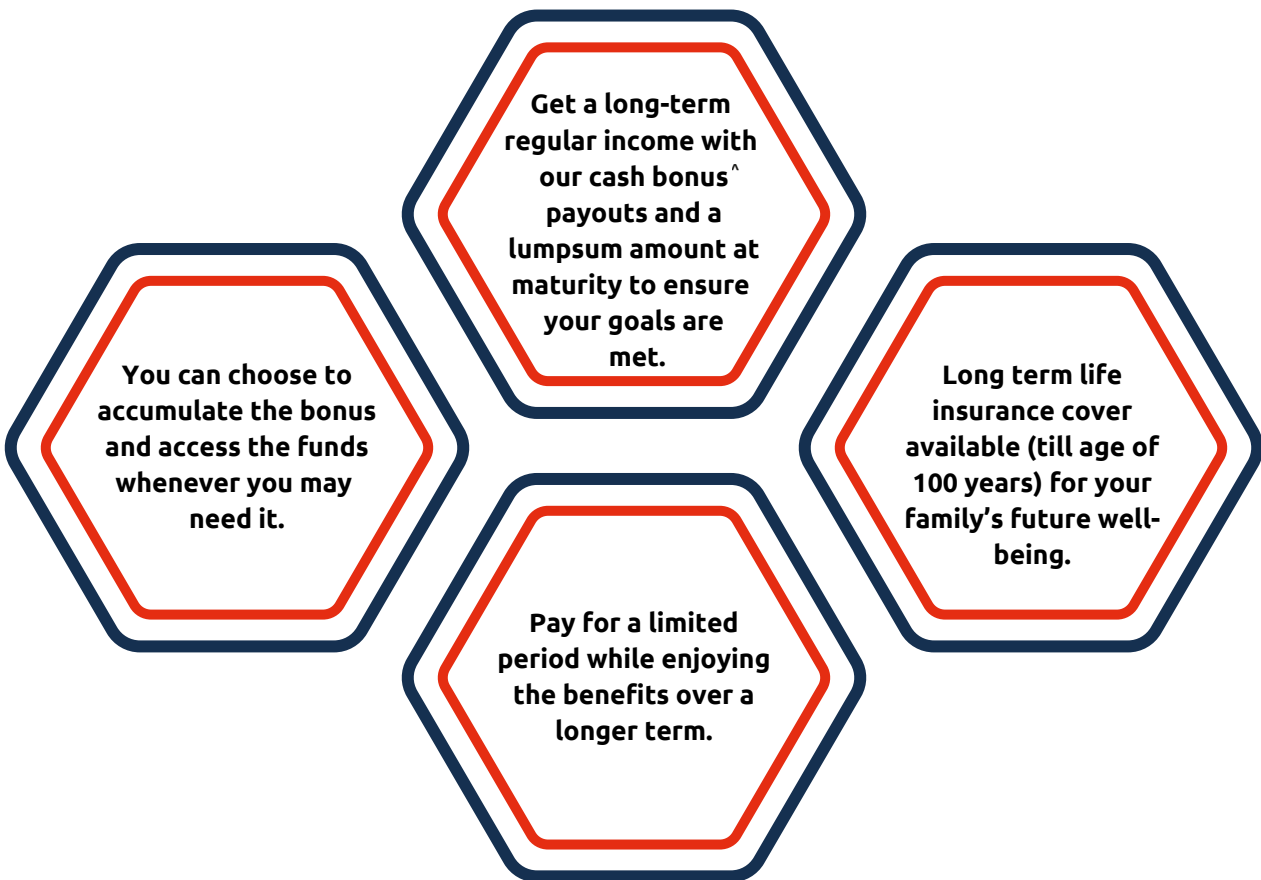 Get a long-term
regular income with
our cash bonus^
payouts and a
lumpsum amount at
maturity to ensure
your goals are
met.
You can choose to
accumulate the bonus
and access the funds
whenever you may
need it.
Long term life
insurance cover
available (till age of
100 years) for your
family’s future well-
being.
Pay for a limited
period while enjoying
the benefits over a
longer term.